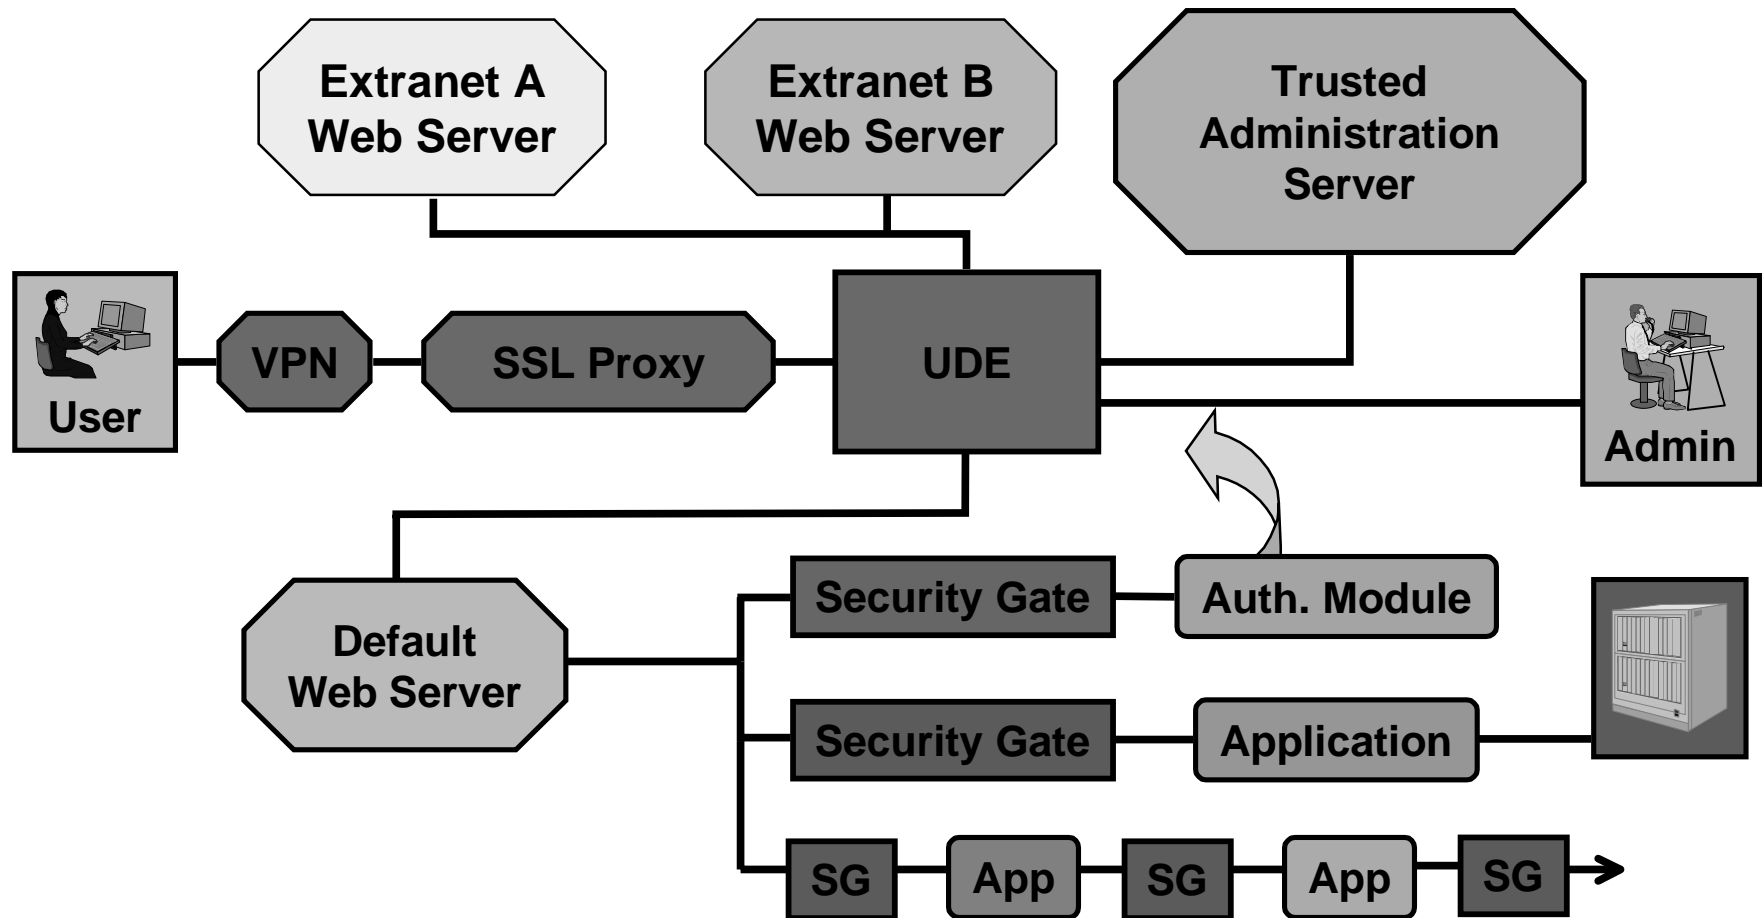 Extranet A
Web Server
Extranet B
Web Server
Trusted
Administration
Server
User
VPN
SSL Proxy
UDE
Admin
Default
Web Server
Security Gate
Auth. Module
Security Gate
Application
SG
App
SG
App
SG